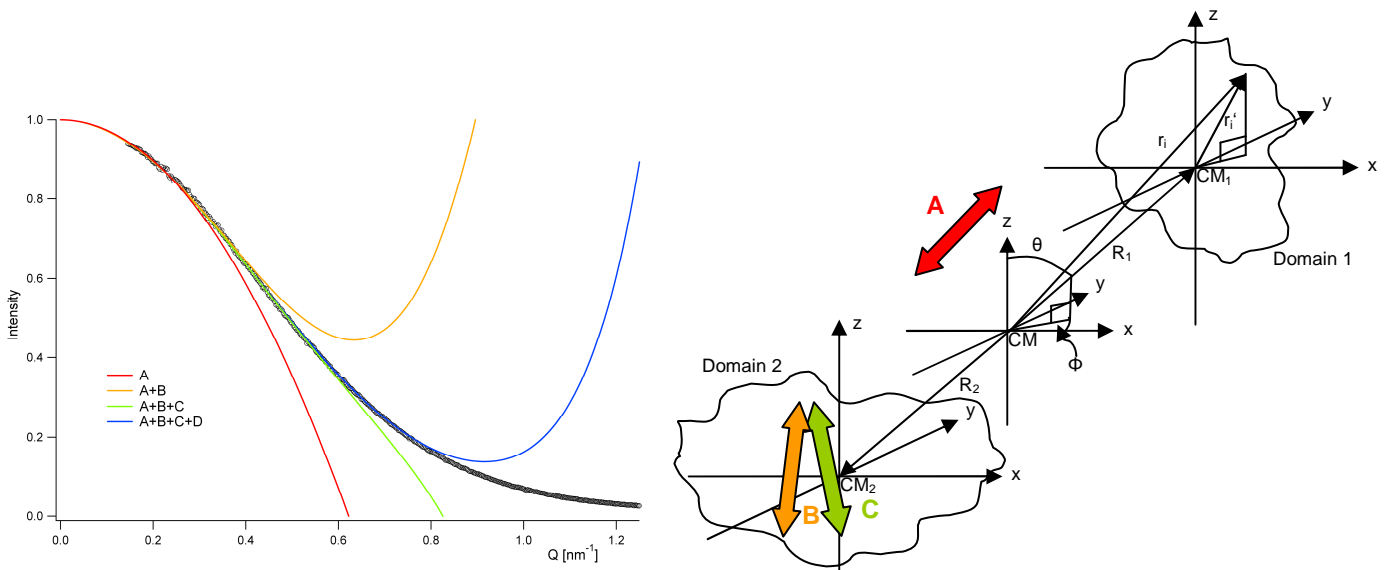 1.0
0.8
0.6
0.4
0.2
0.0
Intensity
A
A+B
A+B+C
A+B+C+D
0.0
0.2
0.4
0.6
0.8
1.0
1.2
Q [nm⁻¹]
z
y
x
rᵢ
rᵢ‘
CM₁
Domain 1
A
z
θ
R₁
y
x
CM
Φ
Domain 2
z
R₂
y
x
CM₂
B
C